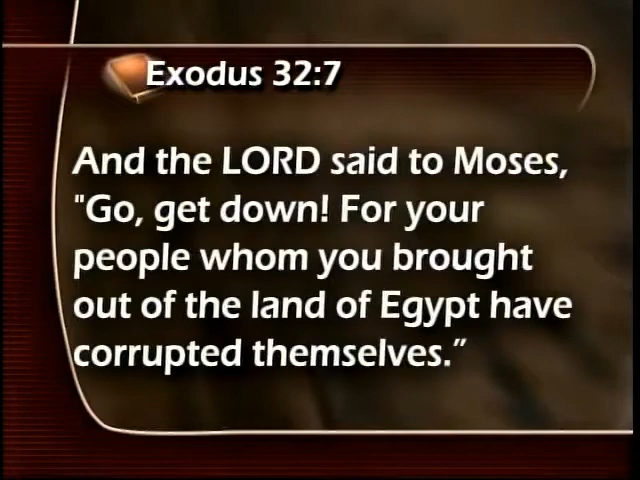 Exodus 32:7
And the LORD said to Moses,
"Go, get down! For your
people whom you brought
out of the land of Egypt have
corrupted themselves.”